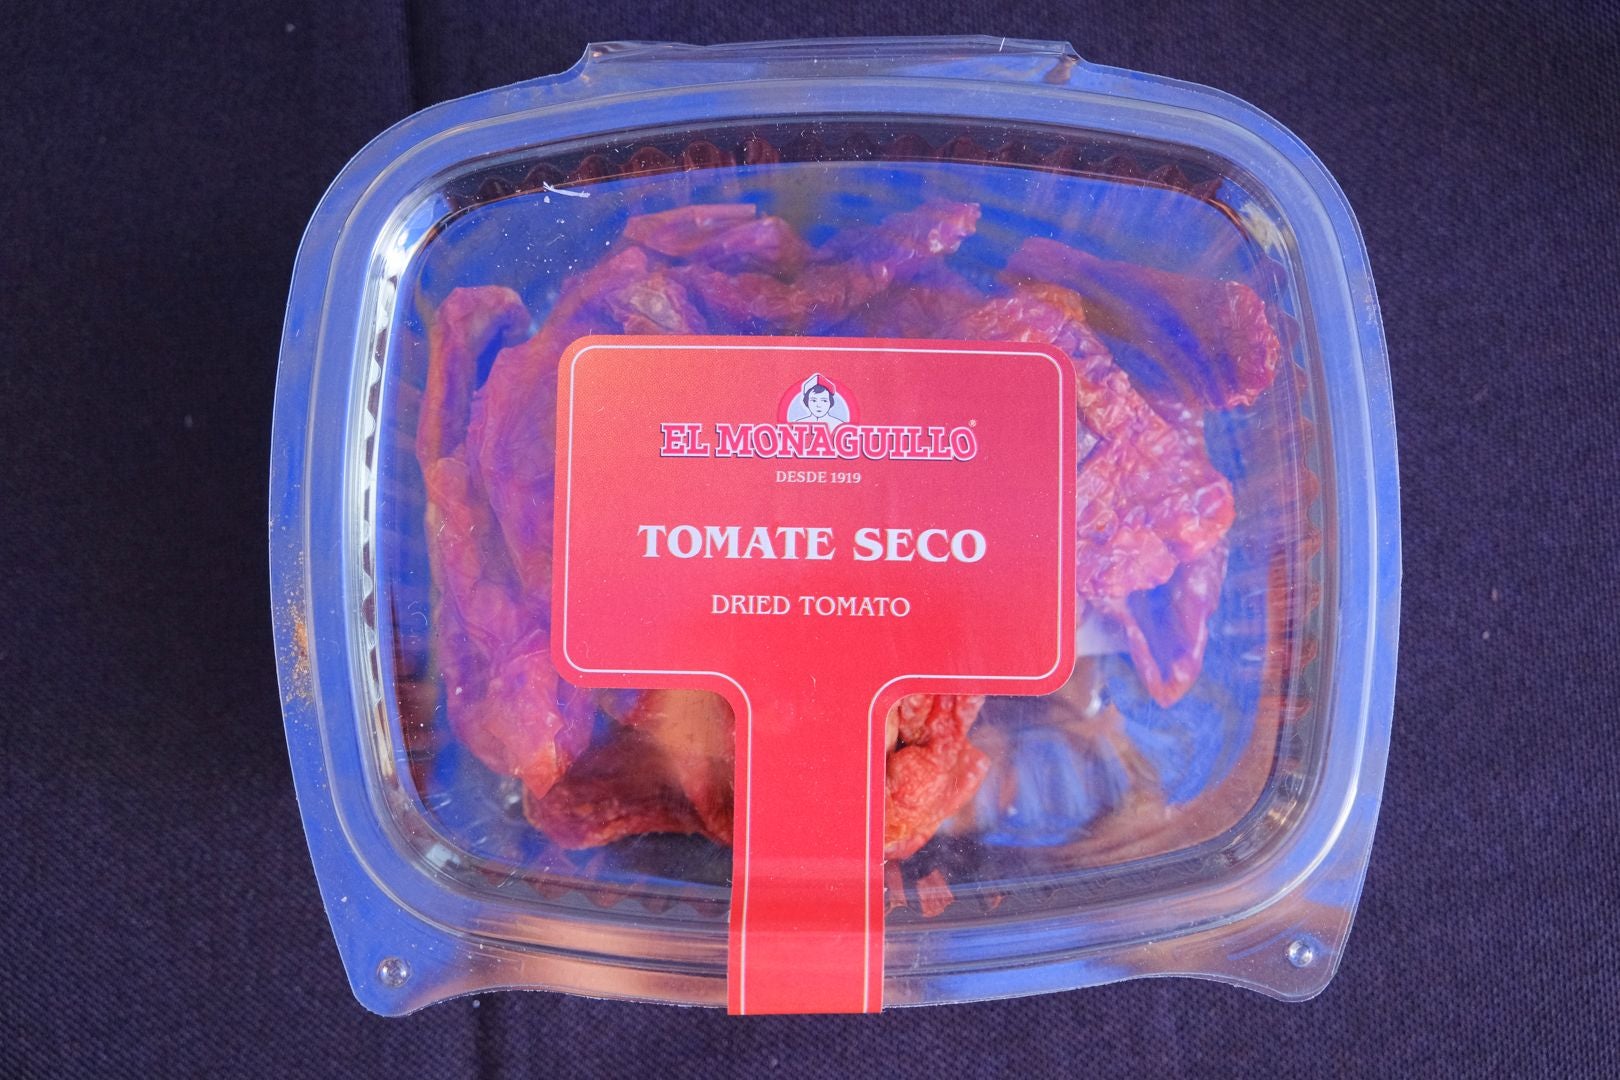 EL MONAGUILLO®
DESDE 1919
TOMATE SECO
DRIED TOMATO